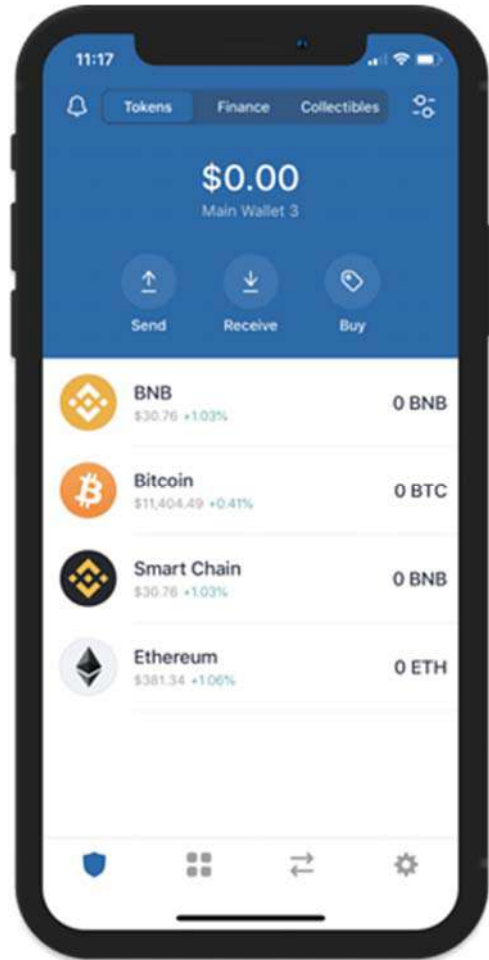 11:17
Tokens Finance Collectibles
$0.00
Main Wallet 3
Send Receive Buy
BNB
$30.76 +1.03%
0 BNB
Bitcoin
$11,404.49 +0.41%
0 BTC
Smart Chain
$30.76 +1.03%
0 BNB
Ethereum
$381.34 +1.06%
0 ETH